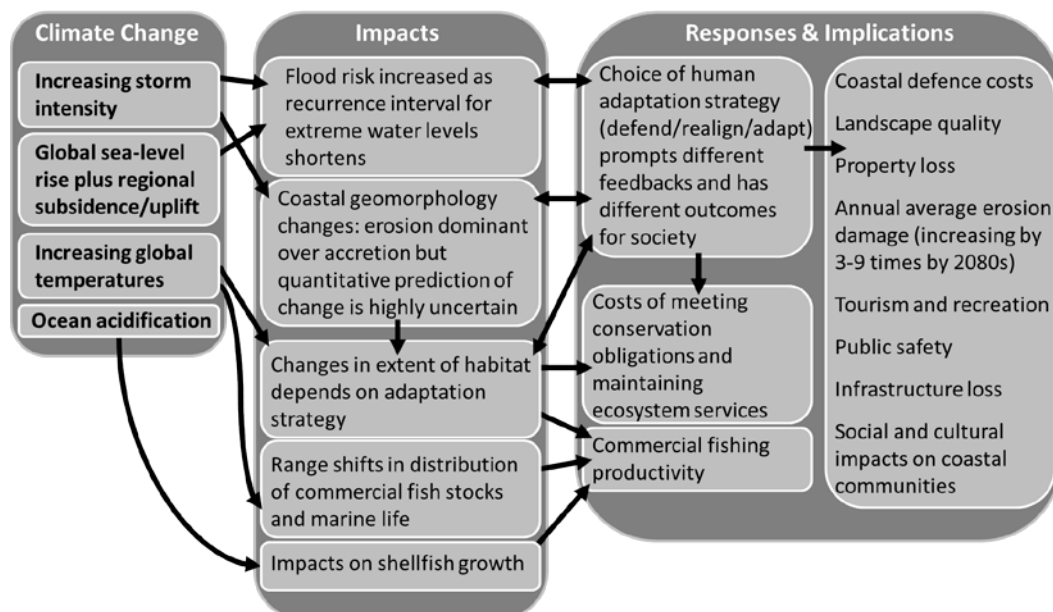 Climate Change
Increasing storm
intensity
Global sea-level
rise plus regional
subsidence/uplift
Increasing global
temperatures
Ocean acidification
Impacts
Flood risk increased as
recurrence interval for
extreme water levels
shortens
Coastal geomorphology
changes: erosion dominant
over accretion but
quantitative prediction of
change is highly uncertain
Changes in extent of habitat
depends on adaptation
strategy
Range shifts in distribution
of commercial fish stocks
and marine life
Impacts on shellfish growth
Responses & Implications
Choice of human
adaptation strategy
(defend/realign/adapt)
prompts different
feedbacks and has
different outcomes
for society
Costs of meeting
conservation
obligations and
maintaining
ecosystem services
Commercial fishing
productivity
Coastal defence costs
Landscape quality
Property loss
Annual average erosion
damage (increasing by
3-9 times by 2080s)
Tourism and recreation
Public safety
Infrastructure loss
Social and cultural
impacts on coastal
communities